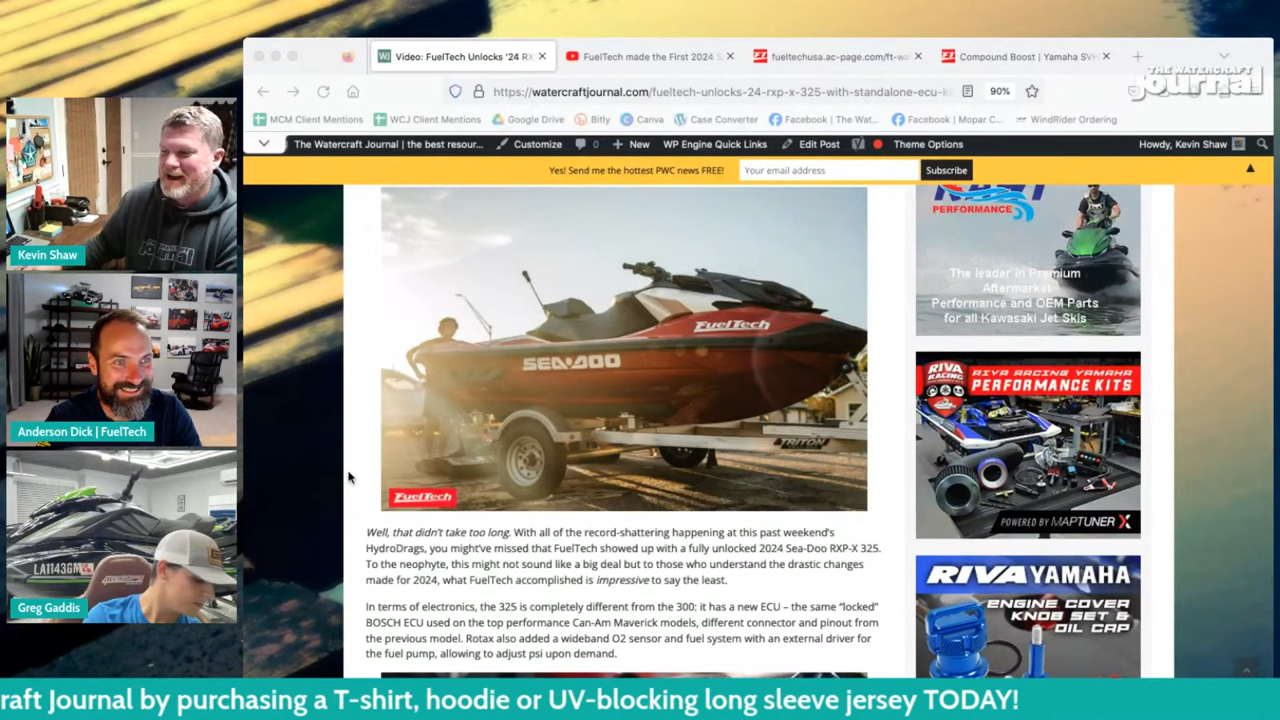 Video: FuelTech Unlocks '24 RX
FuelTech made the First 2024 S
fueltechusa.ac-page.com/ft-wa
Compound Boost | Yamaha SVH
THE WATERCRAFT
journal
https://watercraftjournal.com/fueltech-unlocks-24-rxp-x-325-with-standalone-ecu-k
90%
MCM Client Mentions
WCJ Client Mentions
Google Drive
Bitly
Canva
Case Converter
Facebook | The Wat...
Facebook | Mopar C...
WindRider Ordering
The Watercraft Journal | the best resour...
Customize
0
New
WP Engine Quick Links
Edit Post
Theme Options
Howdy, Kevin Shaw
Yes! Send me the hottest PWC news FREE!
Your email address
Subscribe
Kevin Shaw
Anderson Dick | FuelTech
LA1143GM
Greg Gaddis
FuelTech
SEA-DOO
TRITON
FuelTech
Well, that didn't take too long. With all of the record-shattering happening at this past weekend's
HydroDrags, you might've missed that FuelTech showed up with a fully unlocked 2024 Sea-Doo RXP-X 325.
To the neophyte, this might not sound like a big deal but to those who understand the drastic changes
made for 2024, what FuelTech accomplished is impressive to say the least.
In terms of electronics, the 325 is completely different from the 300: it has a new ECU – the same "locked"
BOSCH ECU used on the top performance Can-Am Maverick models, different connector and pinout from
the previous model. Rotax also added a wideband O2 sensor and fuel system with an external driver for
the fuel pump, allowing to adjust psi upon demand.
PERFORMANCE
The leader in Premium
Aftermarket
Performance and OEM Parts
for all Kawasaki Jet Skis
RIVA RACING
RIVA RACING YAMAHA
PERFORMANCE KITS
POWERED BY MAPTUNER X
RIVA YAMAHA
ENGINE COVER
KNOB SET &
OIL CAP
raft Journal by purchasing a T-shirt, hoodie or UV-blocking long sleeve jersey TODAY!